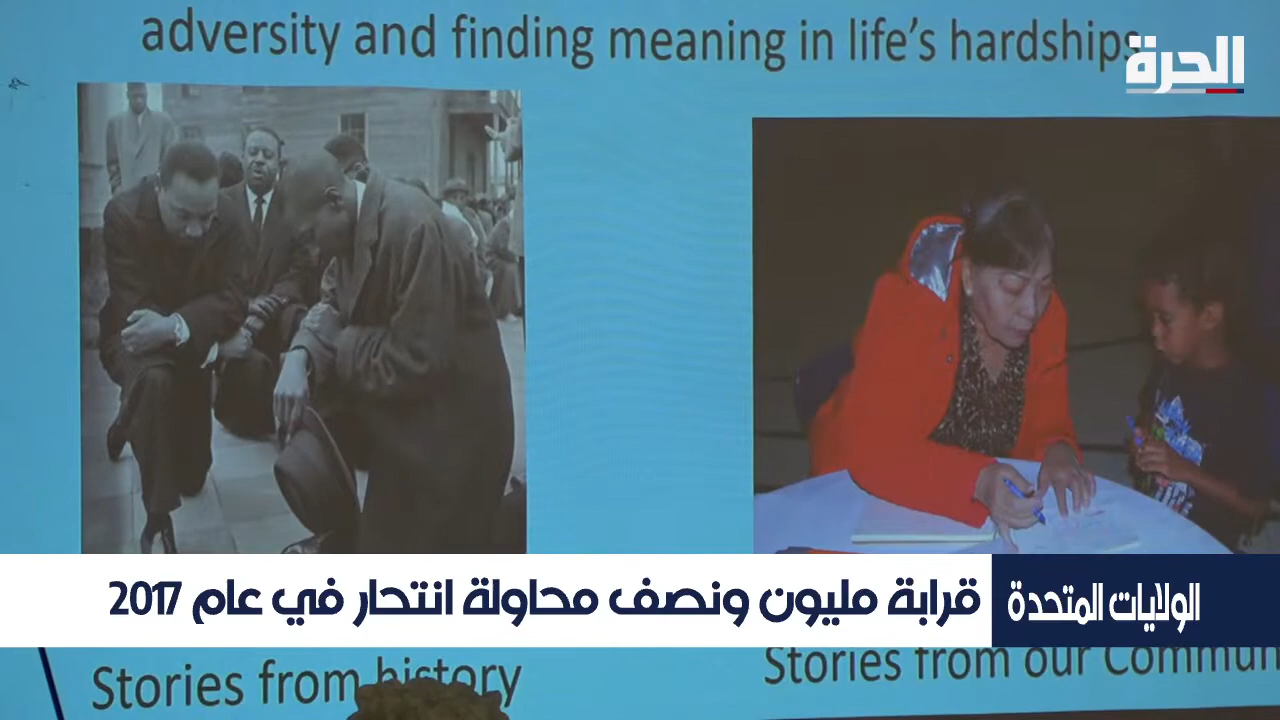 adversity and finding meaning in life's hardships
الحرة
الولايات المتحدة
قرابة مليون ونصف محاولة انتحار في عام 2017
Stories from history
Stories from our Commun